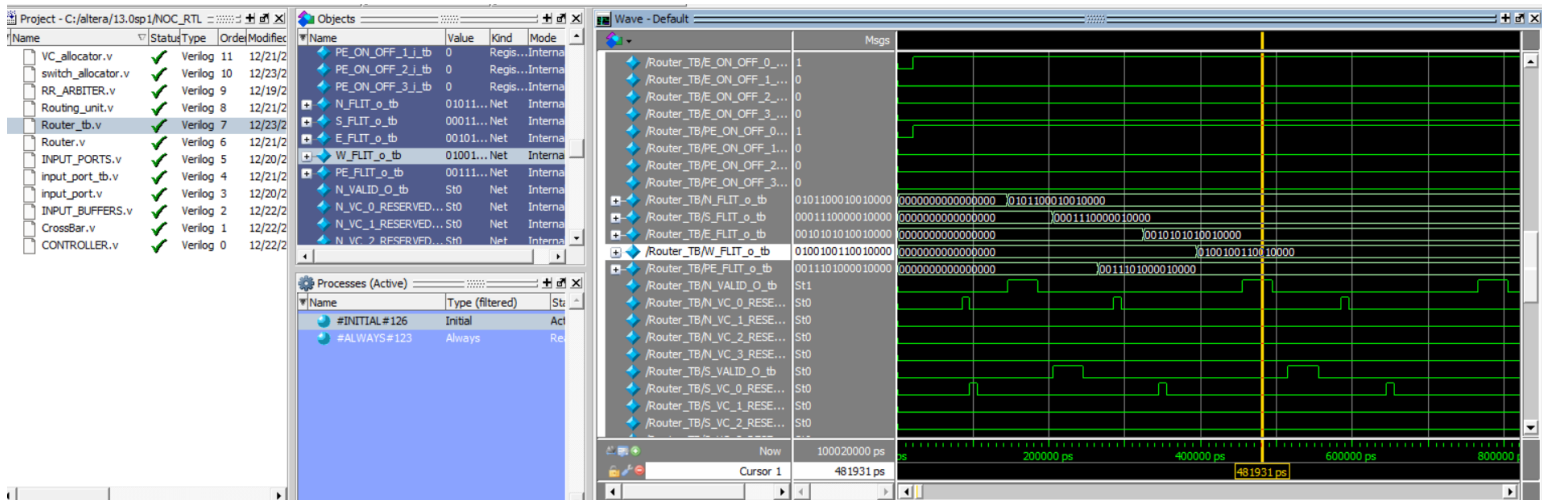 Project - C:/altera/13.0sp1/NOC_RTL
Name Status Type Order Modified
VC_allocator.v Verilog 11 12/21/2
switch_allocator.v Verilog 10 12/23/2
RR_ARBITER.v Verilog 9 12/19/2
Routing_unit.v Verilog 8 12/21/2
Router_tb.v Verilog 7 12/23/2
Router.v Verilog 6 12/21/2
INPUT_PORTS.v Verilog 5 12/20/2
input_port_tb.v Verilog 4 12/21/2
input_port.v Verilog 3 12/20/2
INPUT_BUFFERS.v Verilog 2 12/22/2
CrossBar.v Verilog 1 12/22/2
CONTROLLER.v Verilog 0 12/22/2
Objects
Name Value Kind Mode
PE_ON_OFF_1_i_tb 0 Regis... Interna
PE_ON_OFF_2_i_tb 0 Regis... Interna
PE_ON_OFF_3_i_tb 0 Regis... Interna
N_FLIT_o_tb 01011... Net Interna
S_FLIT_o_tb 00011... Net Interna
E_FLIT_o_tb 00101... Net Interna
W_FLIT_o_tb 01001... Net Interna
PE_FLIT_o_tb 00111... Net Interna
N_VALID_O_tb St0 Net Interna
N_VC_0_RESERVED... St0 Net Interna
N_VC_1_RESERVED... St0 Net Interna
N_VC_2_RESERVED... St0 Net Interna
Processes (Active)
Name Type (filtered) Sta
#INITIAL#126 Initial Act
#ALWAYS#123 Always Rea
Wave - Default
Msgs
/Router_TB/E_ON_OFF_0_... 1
/Router_TB/E_ON_OFF_1_... 0
/Router_TB/E_ON_OFF_2_... 0
/Router_TB/E_ON_OFF_3_... 0
/Router_TB/PE_ON_OFF_0... 1
/Router_TB/PE_ON_OFF_1... 0
/Router_TB/PE_ON_OFF_2... 0
/Router_TB/PE_ON_OFF_3... 0
/Router_TB/N_FLIT_o_tb 0101100010010000 0000000000000000 0101100010010000
/Router_TB/S_FLIT_o_tb 0001110000010000 0000000000000000 0001110000010000
/Router_TB/E_FLIT_o_tb 0010101010010000 0000000000000000 0010101010010000
/Router_TB/W_FLIT_o_tb 0100100110010000 0000000000000000 0100100110010000
/Router_TB/PE_FLIT_o_tb 0011101000010000 0000000000000000 0011101000010000
/Router_TB/N_VALID_O_tb St1
/Router_TB/N_VC_0_RESE... St0
/Router_TB/N_VC_1_RESE... St0
/Router_TB/N_VC_2_RESE... St0
/Router_TB/N_VC_3_RESE... St0
/Router_TB/S_VALID_O_tb St0
/Router_TB/S_VC_0_RESE... St0
/Router_TB/S_VC_1_RESE... St0
/Router_TB/S_VC_2_RESE... St0
Now 100020000 ps ps 200000 ps 400000 ps 600000 ps 800000 p
Cursor 1 481931 ps 481931 ps